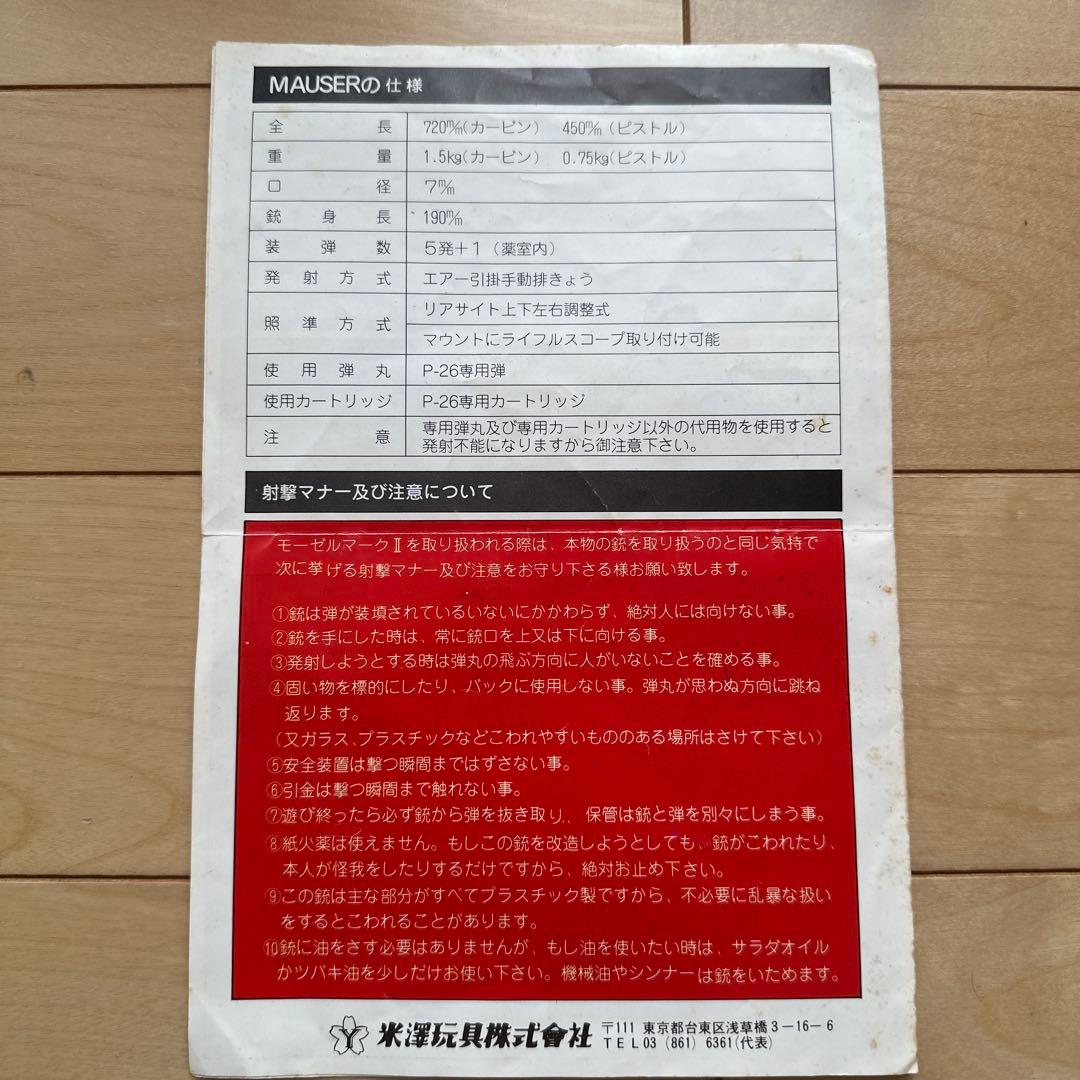 MAUSERの仕様
全長 720㎜(カービン) 450㎜(ピストル)
重量 1.5kg(カービン) 0.75kg(ピストル)
口径 7㎜
銃身長 190㎜
装弾数 5発+1(薬室内)
発射方式 エアー引掛手動排きょう
照準方式 リアサイト上下左右調整式
マウントにライフルスコープ取り付け可能
使用弾丸 P-26専用弾
使用カートリッジ P-26専用カートリッジ
注意 専用弾丸及び専用カートリッジ以外の代用物を使用すると
発射不能になりますから御注意下さい。
射撃マナー及び注意について
モーゼルマークⅡを取り扱われる際は、本物の銃を取り扱うのと同じ気持で
次に挙げる射撃マナー及び注意をお守り下さる様お願い致します。
①銃は弾が装填されているいないにかかわらず、絶対人には向けない事。
②銃を手にした時は、常に銃口を上又は下に向ける事。
③発射しようとする時は弾丸の飛ぶ方向に人がいないことを確める事。
④固い物を標的にしたり、バックに使用しない事。弾丸が思わぬ方向に跳ね
返ります。
(又ガラス、プラスチックなどこわれやすいもののある場所はさけて下さい)
⑤安全装置は撃つ瞬間まではずさない事。
⑥引金は撃つ瞬間まで触れない事。
⑦遊び終ったら必ず銃から弾を抜き取り、保管は銃と弾を別々にしまう事。
⑧紙火薬は使えません。もしこの銃を改造しようとしても、銃がこわれたり、
本人が怪我をしたりするだけですから、絶対お止め下さい。
⑨この銃は主な部分がすべてプラスチック製ですから、不必要に乱暴な扱い
をするとこわれることがあります。
⑩銃に油をさす必要はありませんが、もし油を使いたい時は、サラダオイル
かツバキ油を少しだけお使い下さい。機械油やシンナーは銃をいためます。
米澤玩具株式會社 〒111 東京都台東区浅草橋3-16-6
TEL03(861)6361(代表)